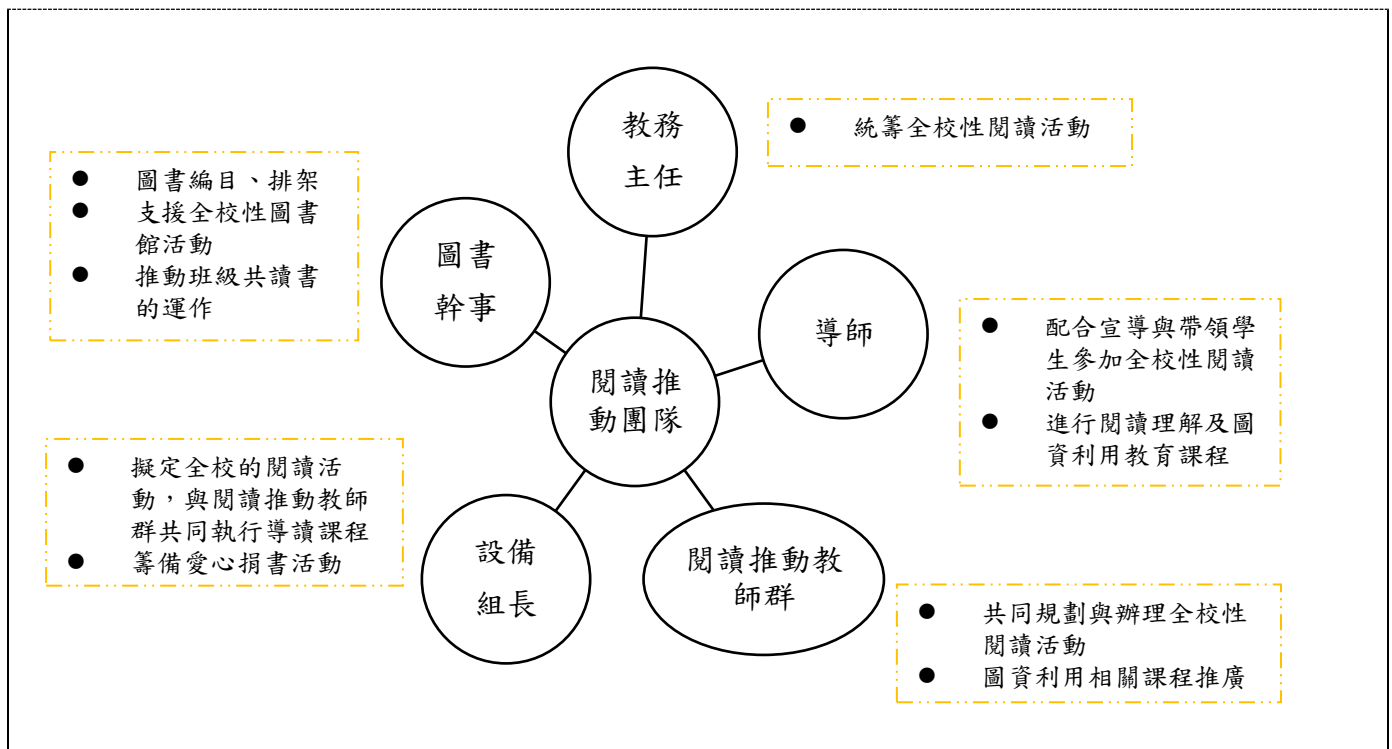 教務
主任
● 統籌全校性閱讀活動
● 圖書編目、排架
● 支援全校性圖書
館活動
● 推動班級共讀書
的運作
圖書
幹事
導師
● 配合宣導與帶領學
生參加全校性閱讀
活動
● 進行閱讀理解及圖
資利用教育課程
閱讀推
動團隊
● 擬定全校的閱讀活
動，與閱讀推動教師
群共同執行導讀課程
● 籌備愛心捐書活動
設備
組長
閱讀推動教
師群
● 共同規劃與辦理全校性
閱讀活動
● 圖資利用相關課程推廣